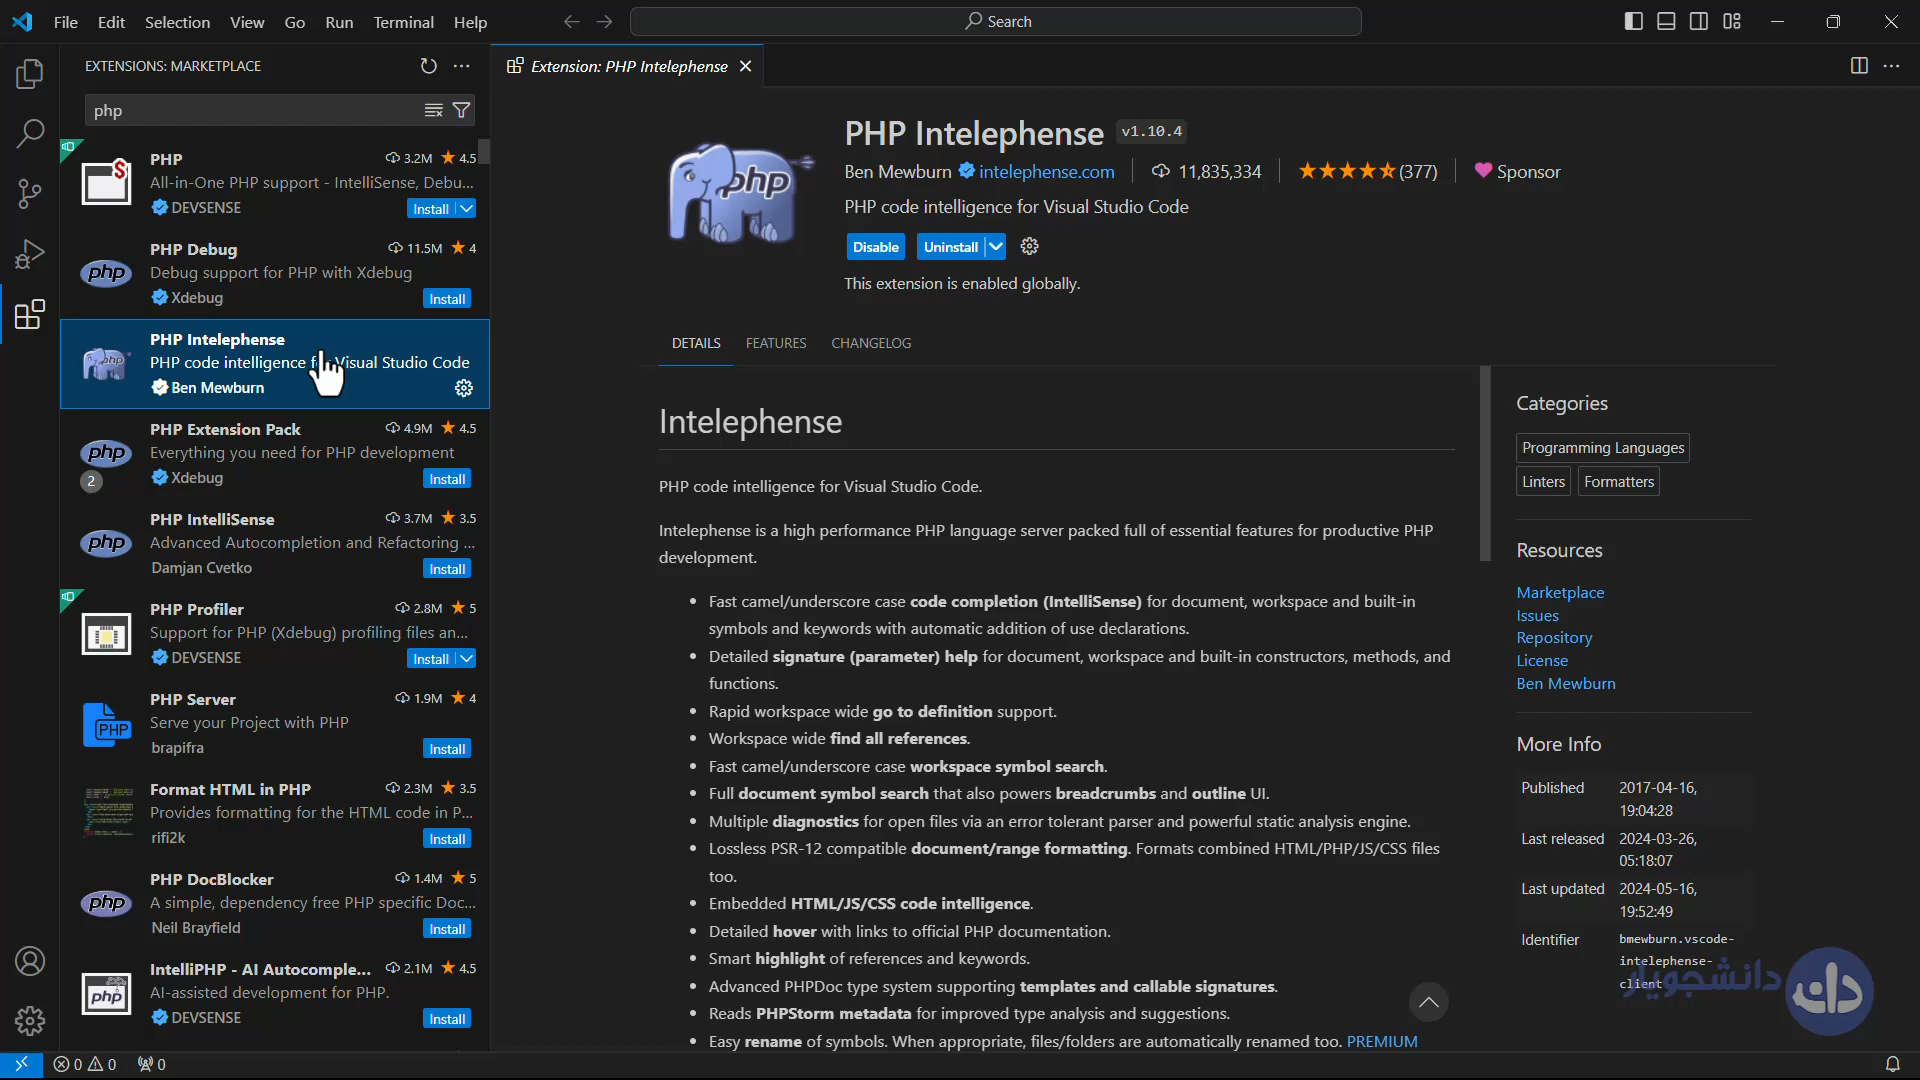 File Edit Selection View Go Run Terminal Help
Search
EXTENSIONS: MARKETPLACE
php
PHP 3.2M 4.5
All-in-One PHP support - IntelliSense, Debu...
DEVSENSE Install
PHP Debug 11.5M 4
Debug support for PHP with Xdebug
Xdebug Install
PHP Intelephense
PHP code intelligence for Visual Studio Code
Ben Mewburn
PHP Extension Pack 4.9M 4.5
Everything you need for PHP development
2 Xdebug Install
PHP IntelliSense 3.7M 3.5
Advanced Autocompletion and Refactoring ...
Damjan Cvetko Install
PHP Profiler 2.8M 5
Support for PHP (Xdebug) profiling files an...
DEVSENSE Install
PHP Server 1.9M 4
Serve your Project with PHP
brapifra Install
Format HTML in PHP 2.3M 3.5
Provides formatting for the HTML code in P...
rifi2k Install
PHP DocBlocker 1.4M 5
A simple, dependency free PHP specific Doc...
Neil Brayfield Install
IntelliPHP - AI Autocomple... 2.1M 4.5
AI-assisted development for PHP.
DEVSENSE Install
Extension: PHP Intelephense
php
PHP Intelephense v1.10.4
Ben Mewburn intelephense.com 11,835,334 (377) Sponsor
PHP code intelligence for Visual Studio Code
Disable Uninstall
This extension is enabled globally.
DETAILS FEATURES CHANGELOG
Intelephense
PHP code intelligence for Visual Studio Code.
Intelephense is a high performance PHP language server packed full of essential features for productive PHP
development.
• Fast camel/underscore case code completion (IntelliSense) for document, workspace and built-in
symbols and keywords with automatic addition of use declarations.
• Detailed signature (parameter) help for document, workspace and built-in constructors, methods, and
functions.
• Rapid workspace wide go to definition support.
• Workspace wide find all references.
• Fast camel/underscore case workspace symbol search.
• Full document symbol search that also powers breadcrumbs and outline UI.
• Multiple diagnostics for open files via an error tolerant parser and powerful static analysis engine.
• Lossless PSR-12 compatible document/range formatting. Formats combined HTML/PHP/JS/CSS files
too.
• Embedded HTML/JS/CSS code intelligence.
• Detailed hover with links to official PHP documentation.
• Smart highlight of references and keywords.
• Advanced PHPDoc type system supporting templates and callable signatures.
• Reads PHPStorm metadata for improved type analysis and suggestions.
• Easy rename of symbols. When appropriate, files/folders are automatically renamed too. PREMIUM
Categories
Programming Languages
Linters Formatters
Resources
Marketplace
Issues
Repository
License
Ben Mewburn
More Info
Published 2017-04-16,
19:04:28
Last released 2024-03-26,
05:18:07
Last updated 2024-05-16,
19:52:49
Identifier bmewburn.vscode-
intelephense-
client
دانشجویار
0 0 0